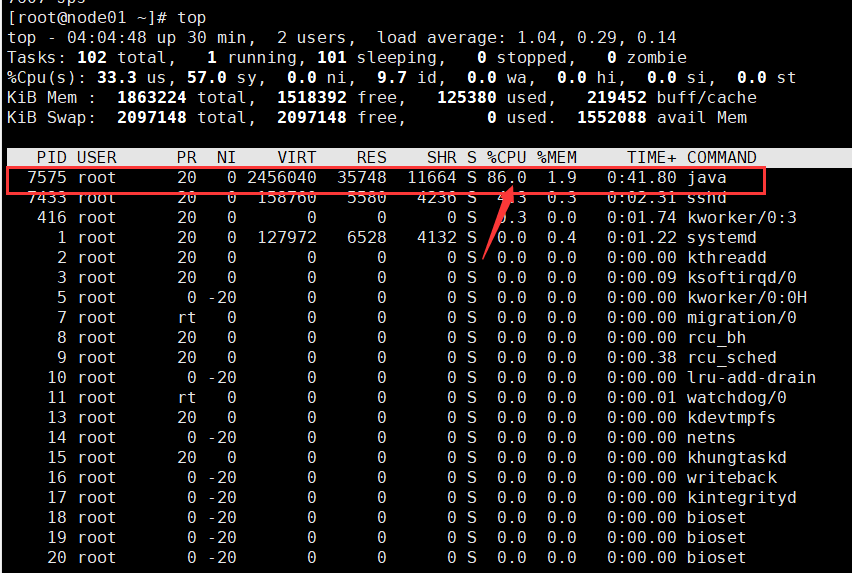 [root@node01 ~]# top
top - 04:04:48 up 30 min,  2 users,  load average: 1.04, 0.29, 0.14
Tasks: 102 total,   1 running, 101 sleeping,   0 stopped,   0 zombie
%Cpu(s): 33.3 us, 57.0 sy,  0.0 ni,  9.7 id,  0.0 wa,  0.0 hi,  0.0 si,  0.0 st
KiB Mem :  1863224 total,  1518392 free,   125380 used,   219452 buff/cache
KiB Swap:  2097148 total,  2097148 free,        0 used.  1552088 avail Mem
PID USER      PR  NI    VIRT    RES    SHR S %CPU %MEM     TIME+ COMMAND
7575 root      20   0 2456040  35748  11664 S 86.0  1.9   0:41.80 java
7433 root      20   0  158760   5580   4236 S  0.3   0:02.31 sshd
416 root      20   0       0      0      0 S  0.3  0.0   0:01.74 kworker/0:3
1 root      20   0  127972   6528   4132 S  0.0  0.4   0:01.22 systemd
2 root      20   0       0      0      0 S  0.0  0.0   0:00.00 kthreadd
3 root      20   0       0      0      0 S  0.0  0.0   0:00.09 ksoftirqd/0
5 root       0 -20       0      0      0 S  0.0  0.0   0:00.00 kworker/0:0H
7 root      rt   0       0      0      0 S  0.0  0.0   0:00.00 migration/0
8 root      20   0       0      0      0 S  0.0  0.0   0:00.00 rcu_bh
9 root      20   0       0      0      0 S  0.0  0.0   0:00.38 rcu_sched
10 root       0 -20       0      0      0 S  0.0  0.0   0:00.00 lru-add-drain
11 root      rt   0       0      0      0 S  0.0  0.0   0:00.01 watchdog/0
13 root      20   0       0      0      0 S  0.0  0.0   0:00.00 kdevtmpfs
14 root       0 -20       0      0      0 S  0.0  0.0   0:00.00 netns
15 root      20   0       0      0      0 S  0.0  0.0   0:00.00 khungtaskd
16 root       0 -20       0      0      0 S  0.0  0.0   0:00.00 writeback
17 root       0 -20       0      0      0 S  0.0  0.0   0:00.00 kintegrityd
18 root       0 -20       0      0      0 S  0.0  0.0   0:00.00 bioset
19 root       0 -20       0      0      0 S  0.0  0.0   0:00.00 bioset
20 root       0 -20       0      0      0 S  0.0  0.0   0:00.00 bioset